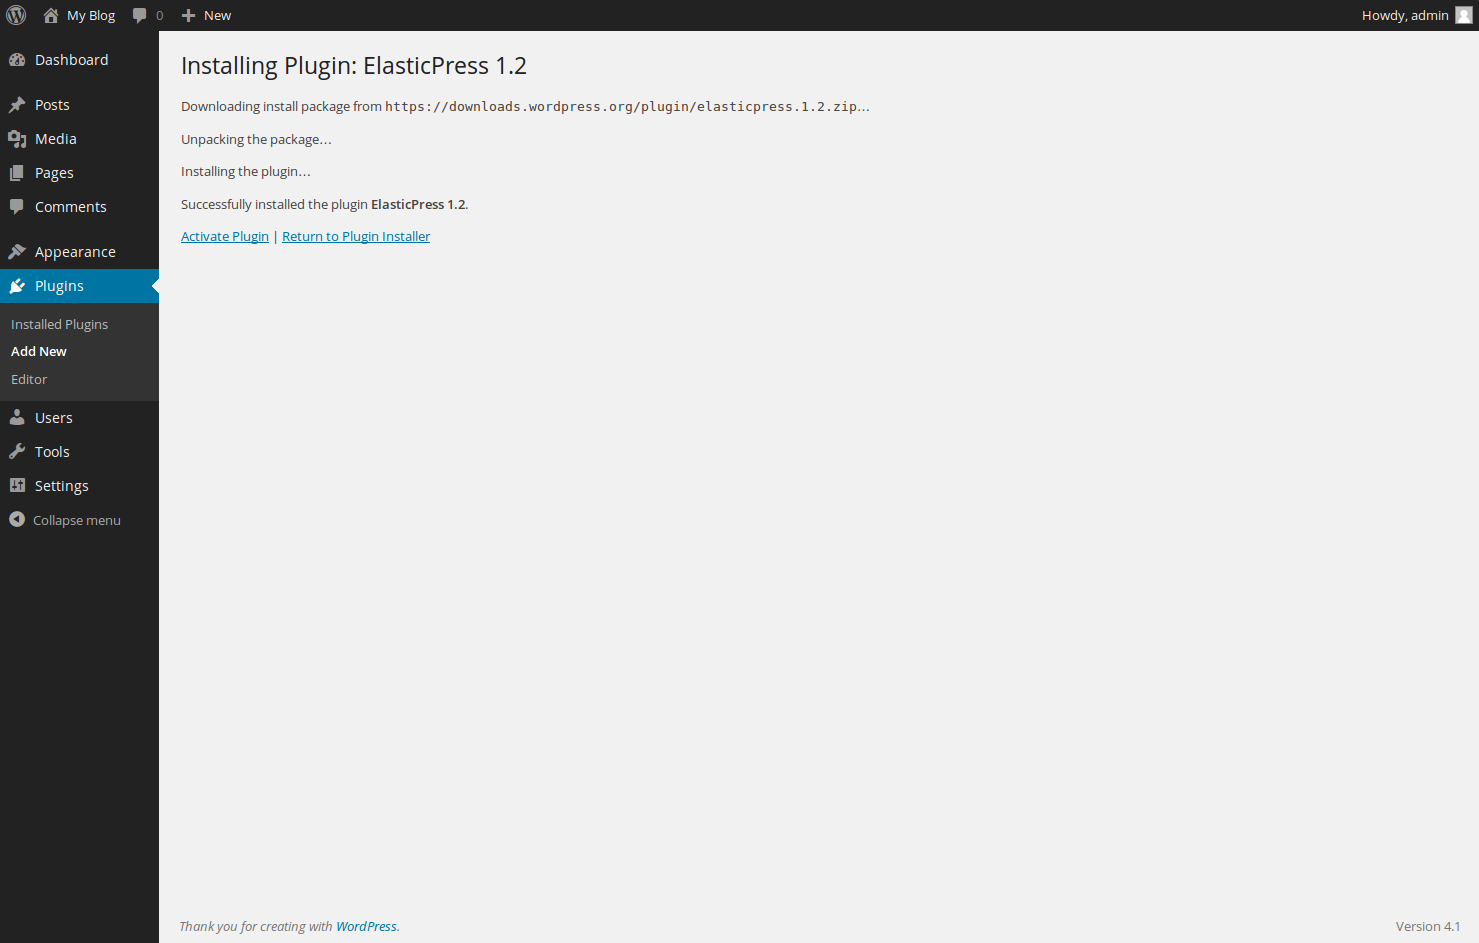 My Blog 0 New Howdy, admin
Dashboard
Posts
Media
Pages
Comments
Appearance
Plugins
Installed Plugins
Add New
Editor
Users
Tools
Settings
Collapse menu
Installing Plugin: ElasticPress 1.2
Downloading install package from https://downloads.wordpress.org/plugin/elasticpress.1.2.zip…
Unpacking the package…
Installing the plugin…
Successfully installed the plugin ElasticPress 1.2.
Activate Plugin | Return to Plugin Installer
Thank you for creating with WordPress. Version 4.1